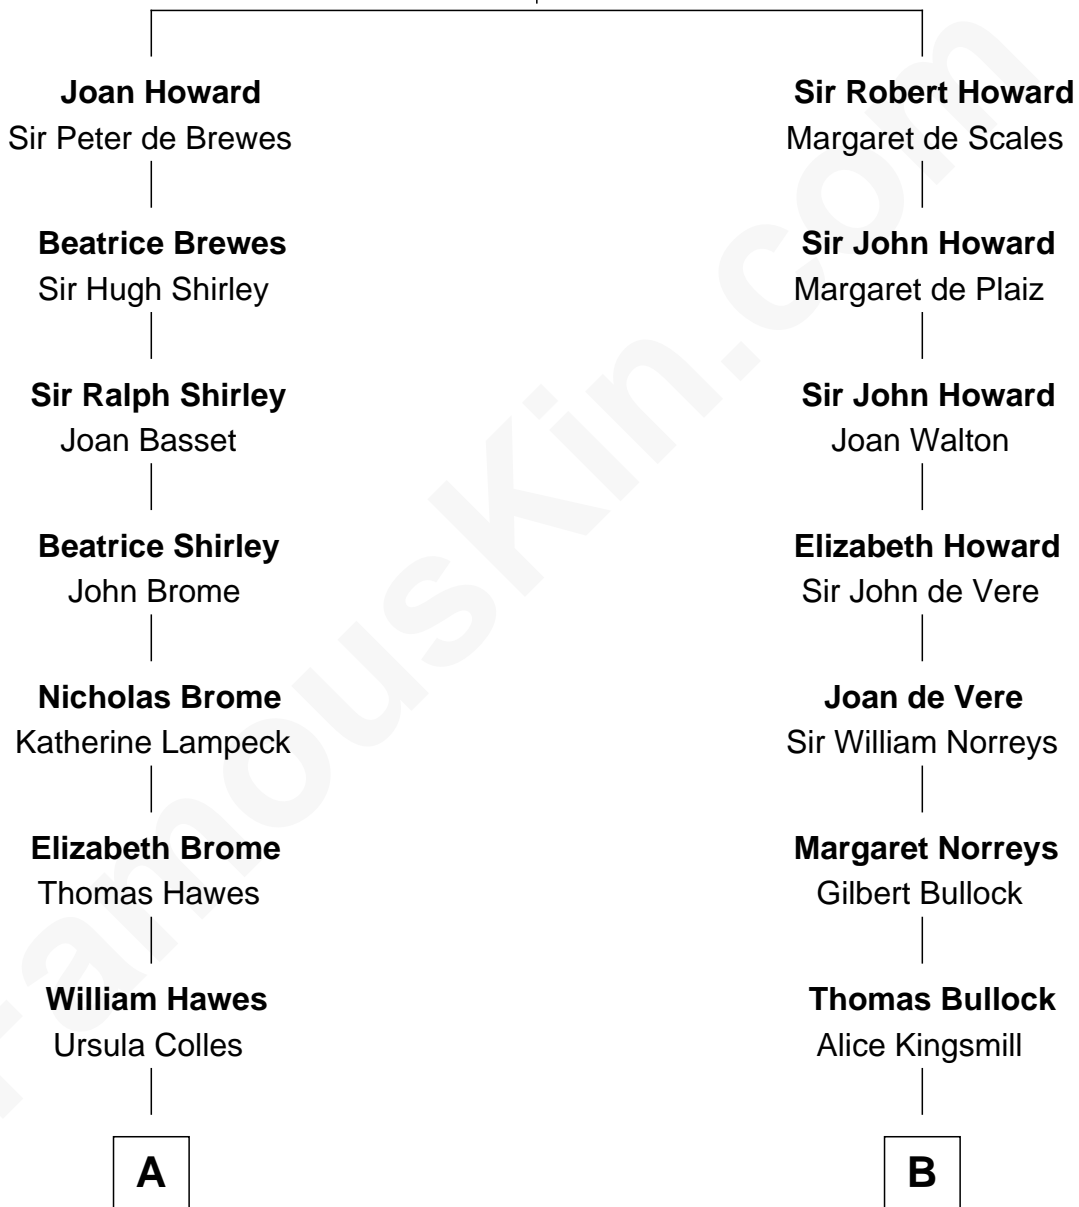 Joan Howard
Sir Peter de Brewes
Beatrice Brewes
Sir Hugh Shirley
Sir Ralph Shirley
Joan Basset
Beatrice Shirley
John Brome
Nicholas Brome
Katherine Lampeck
Elizabeth Brome
Thomas Hawes
William Hawes
Ursula Colles
A
Sir Robert Howard
Margaret de Scales
Sir John Howard
Margaret de Plaiz
Sir John Howard
Joan Walton
Elizabeth Howard
Sir John de Vere
Joan de Vere
Sir William Norreys
Margaret Norreys
Gilbert Bullock
Thomas Bullock
Alice Kingsmill
B
FamousKin.com